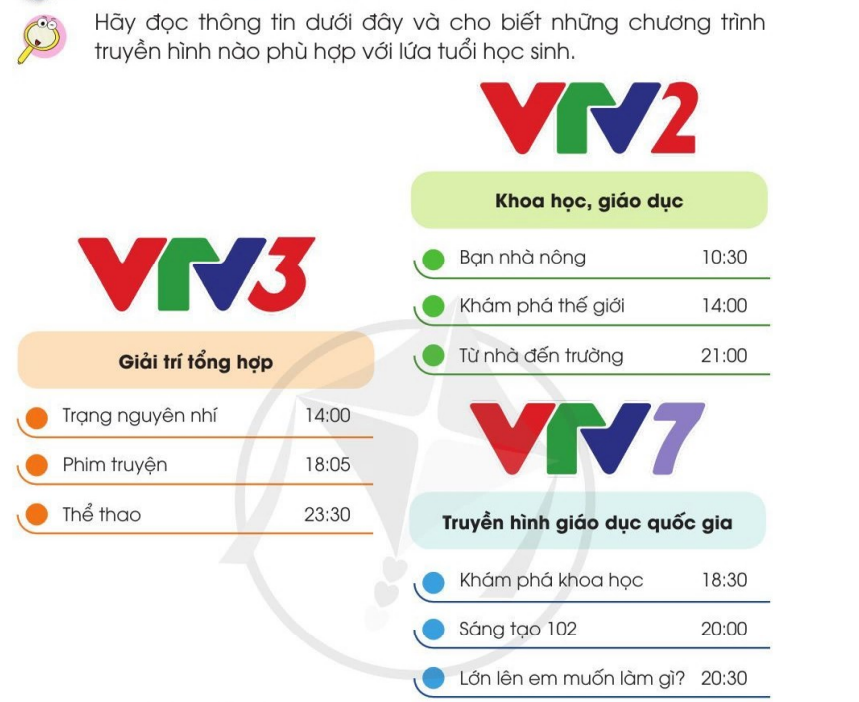 Hãy đọc thông tin dưới đây và cho biết những chương trình
truyền hình nào phù hợp với lứa tuổi học sinh.
VTV2
Khoa học, giáo dục
Bạn nhà nông 10:30
Khám phá thế giới 14:00
Từ nhà đến trường 21:00
VTV3
Giải trí tổng hợp
Trạng nguyên nhí 14:00
Phim truyện 18:05
Thể thao 23:30
VTV7
Truyền hình giáo dục quốc gia
Khám phá khoa học 18:30
Sáng tạo 102 20:00
Lớn lên em muốn làm gì? 20:30